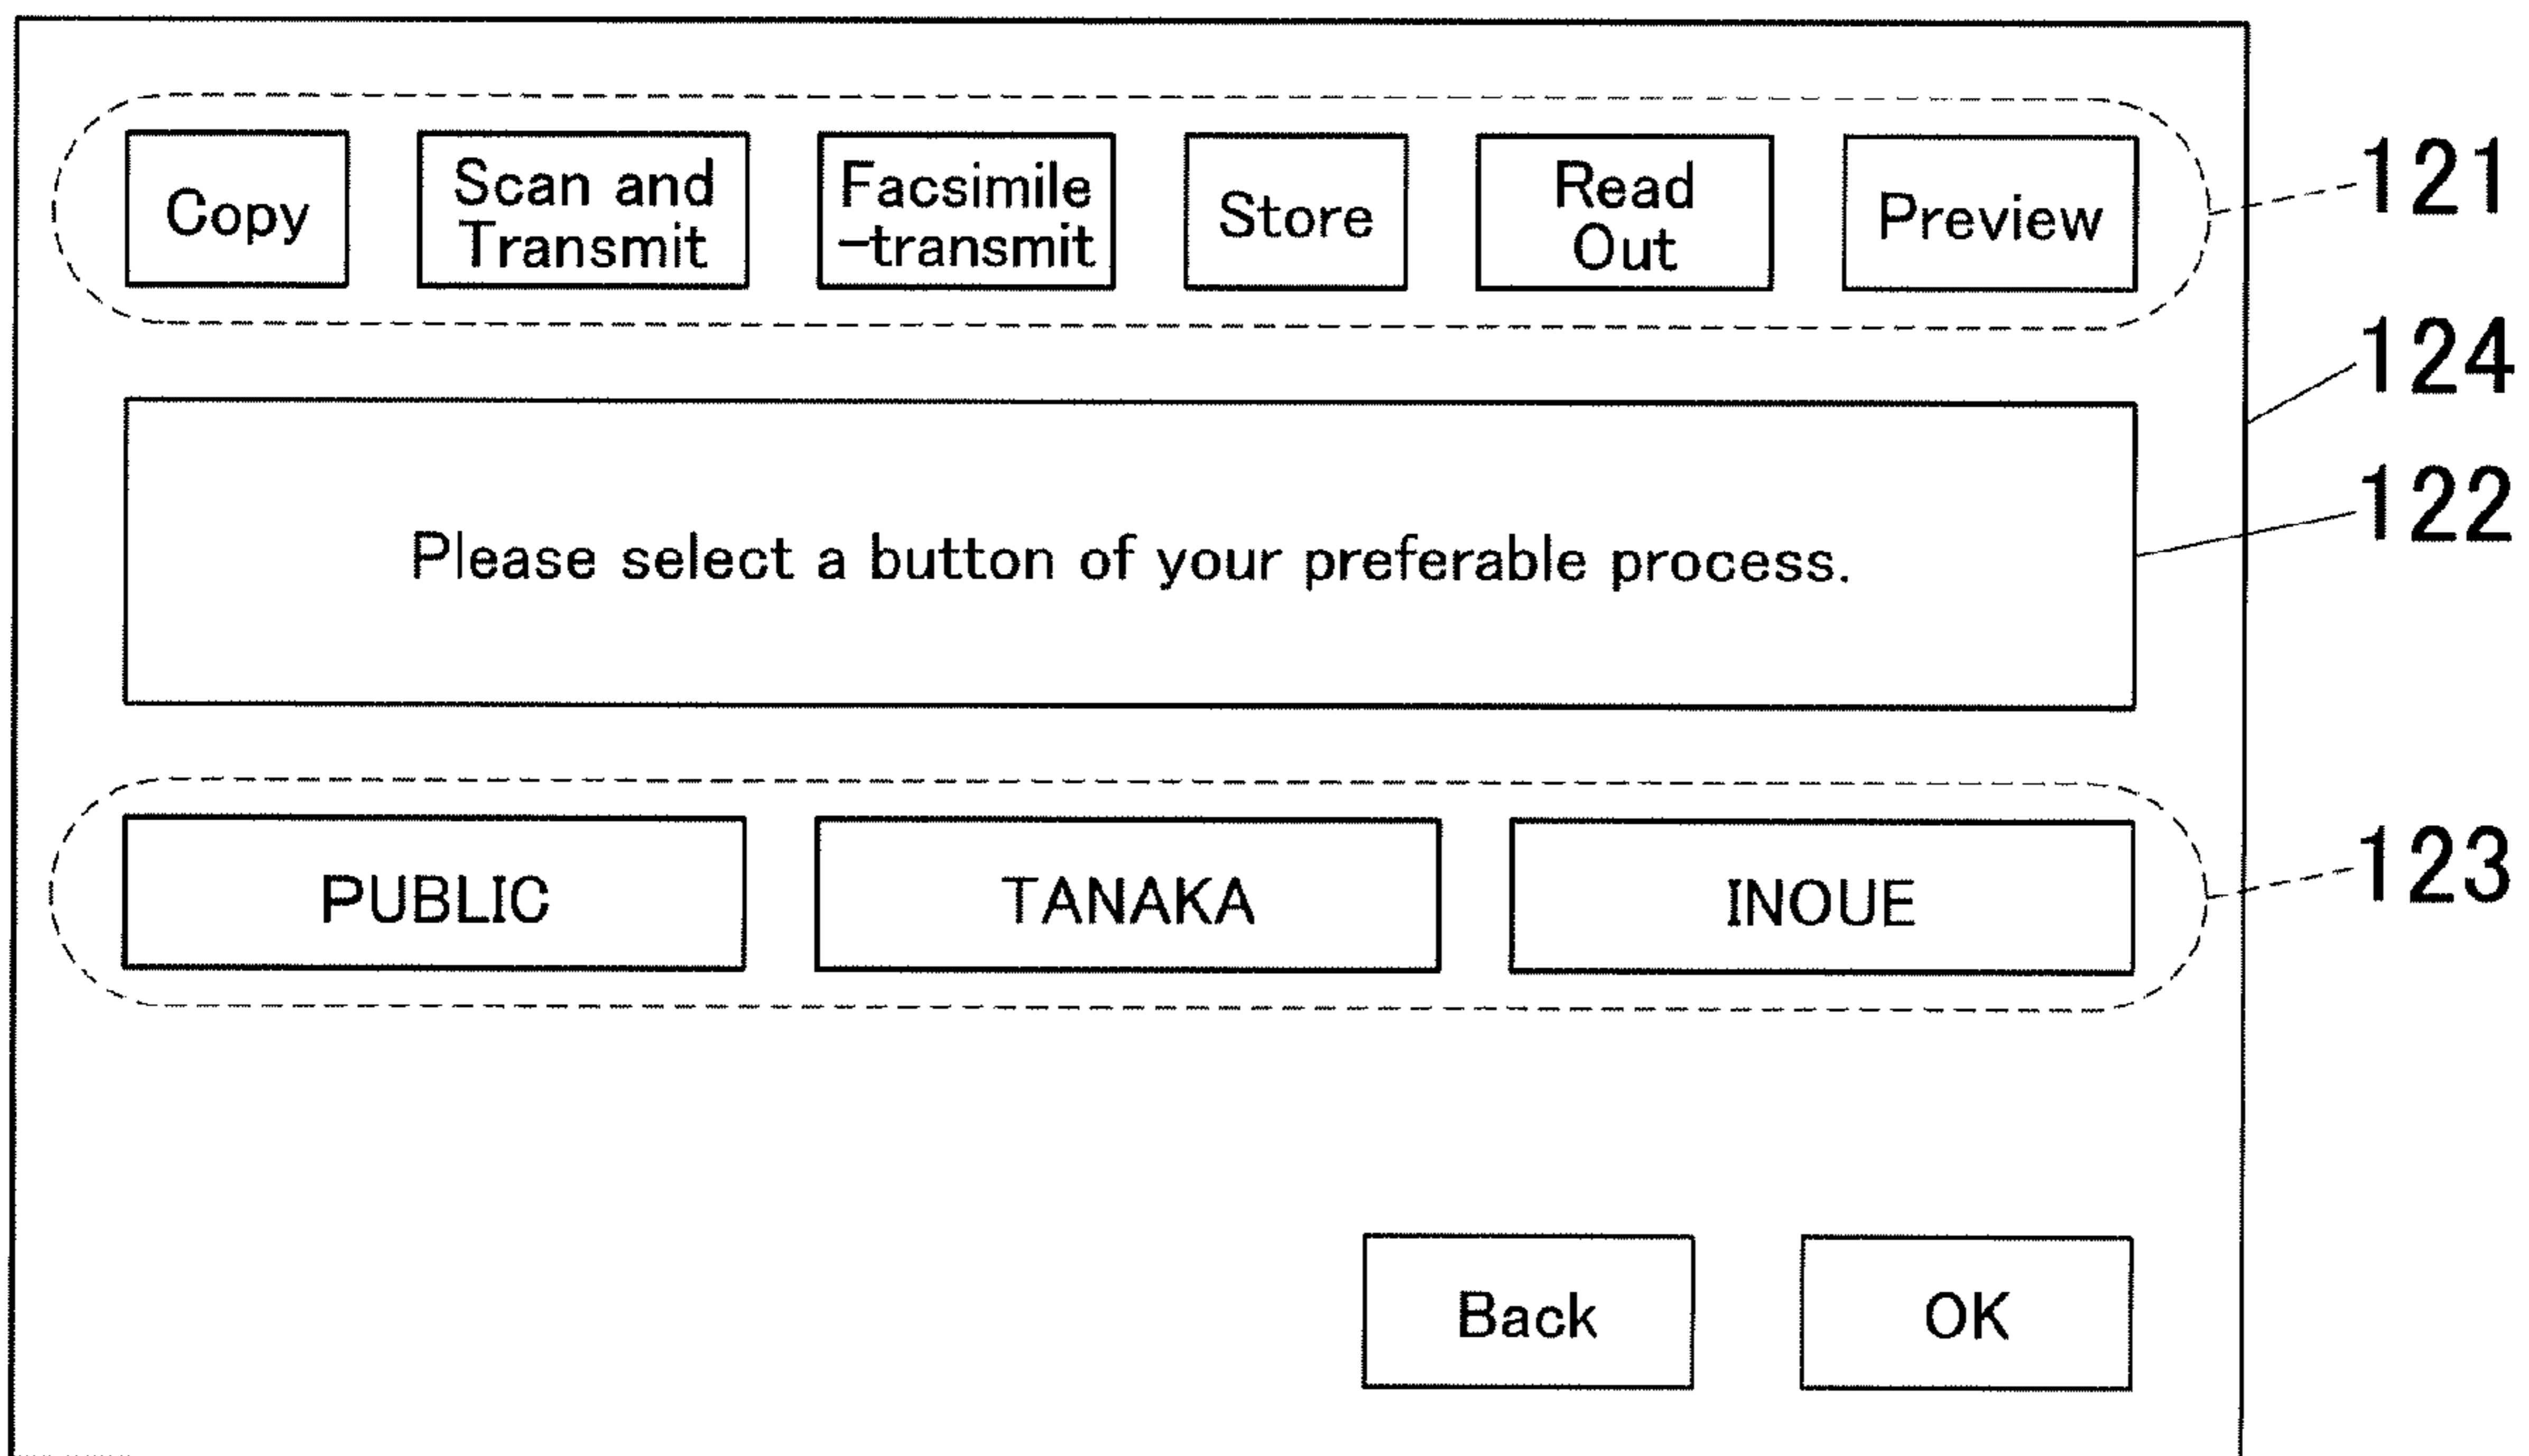 Copy
Scan and
Transmit
Facsimile
-transmit
Store
Read
Out
Preview
121
124
Please select a button of your preferable process.
122
PUBLIC
TANAKA
INOUE
123
Back
OK